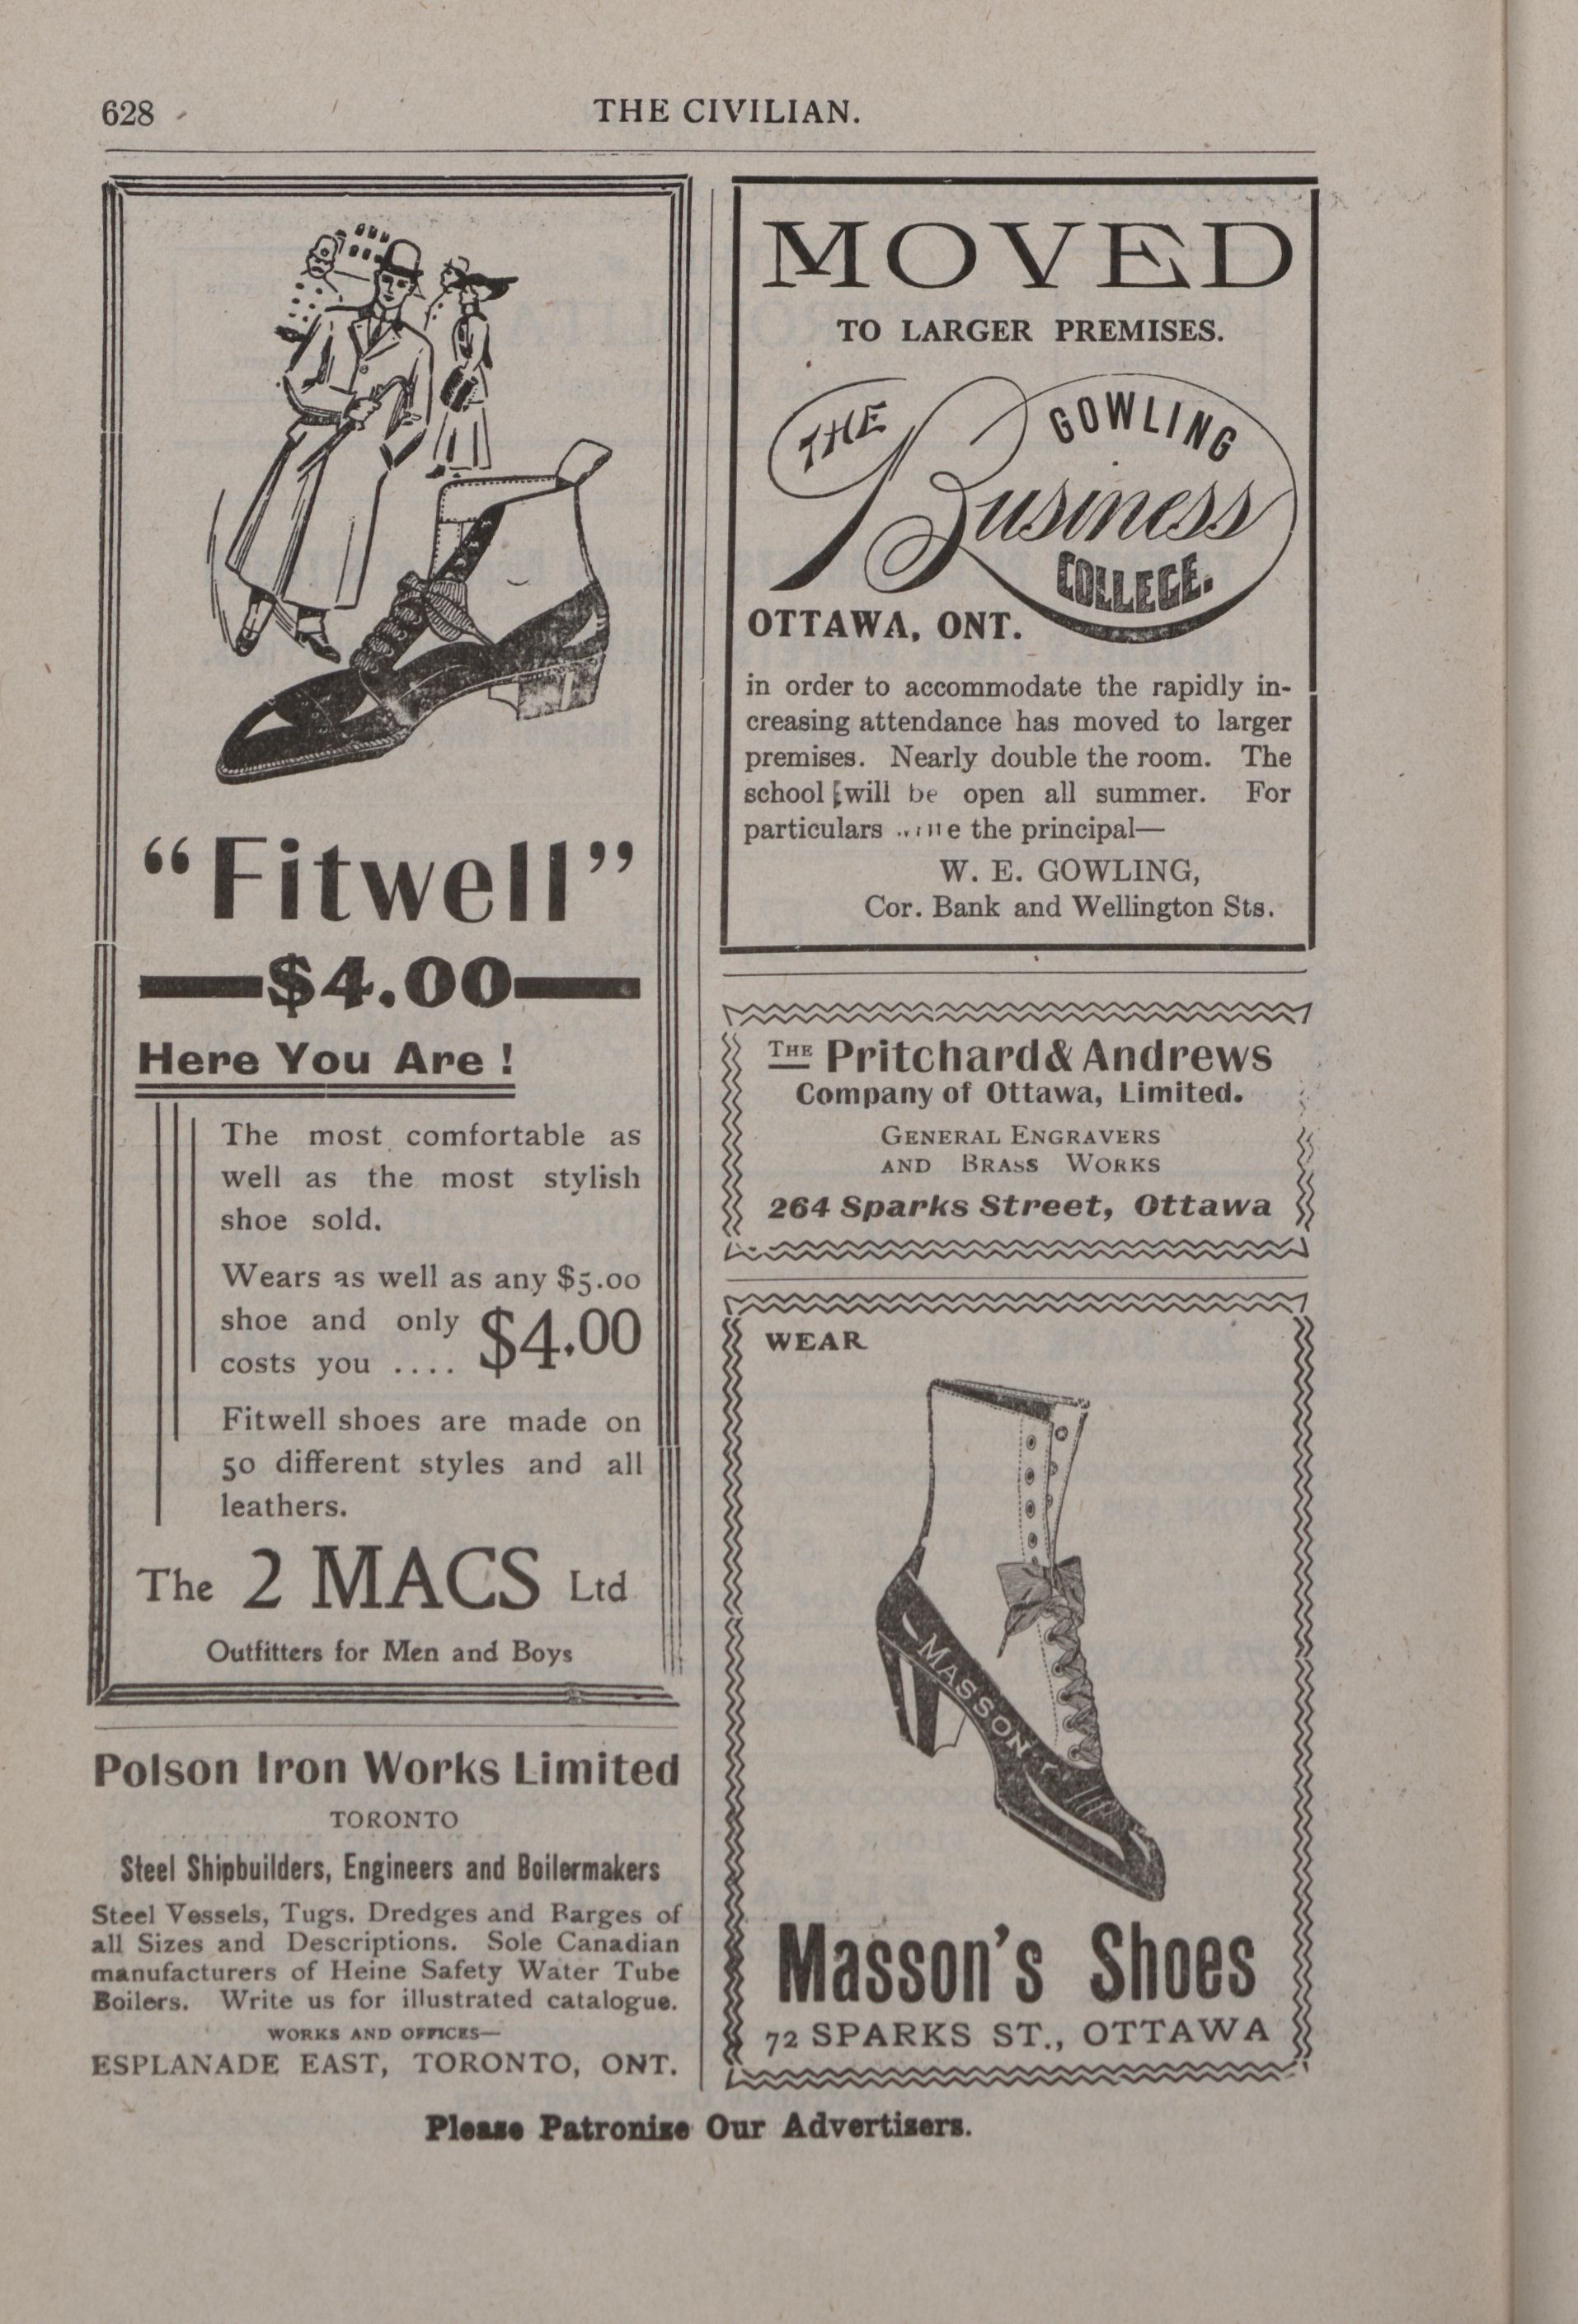 628
THE CIVILIAN.
"Fitwell"
$4.00
Here You Are!
The most comfortable as
well as the most stylish
shoe sold.
Wears as well as any $5.00
shoe and only
costs you .... $4.00
Fitwell shoes are made on
50 different styles and all
leathers.
The 2 MACS Ltd
Outfitters for Men and Boys
Polson Iron Works Limited
TORONTO
Steel Shipbuilders, Engineers and Boilermakers
Steel Vessels, Tugs, Dredges and Barges of
all Sizes and Descriptions. Sole Canadian
manufacturers of Heine Safety Water Tube
Boilers. Write us for illustrated catalogue.
WORKS AND OFFICES—
ESPLANADE EAST, TORONTO, ONT.
MOVED
TO LARGER PREMISES.
THE
GOWLING
Business
COLLEGE.
OTTAWA, ONT.
in order to accommodate the rapidly in-
creasing attendance has moved to larger
premises. Nearly double the room. The
school will be open all summer. For
particulars the principal—
W. E. GOWLING,
Cor. Bank and Wellington Sts.
THE Pritchard & Andrews
Company of Ottawa, Limited.
GENERAL ENGRAVERS
AND BRASS WORKS
264 Sparks Street, Ottawa
WEAR
MASSON
Masson's Shoes
72 SPARKS ST., OTTAWA
Please Patronize Our Advertisers.